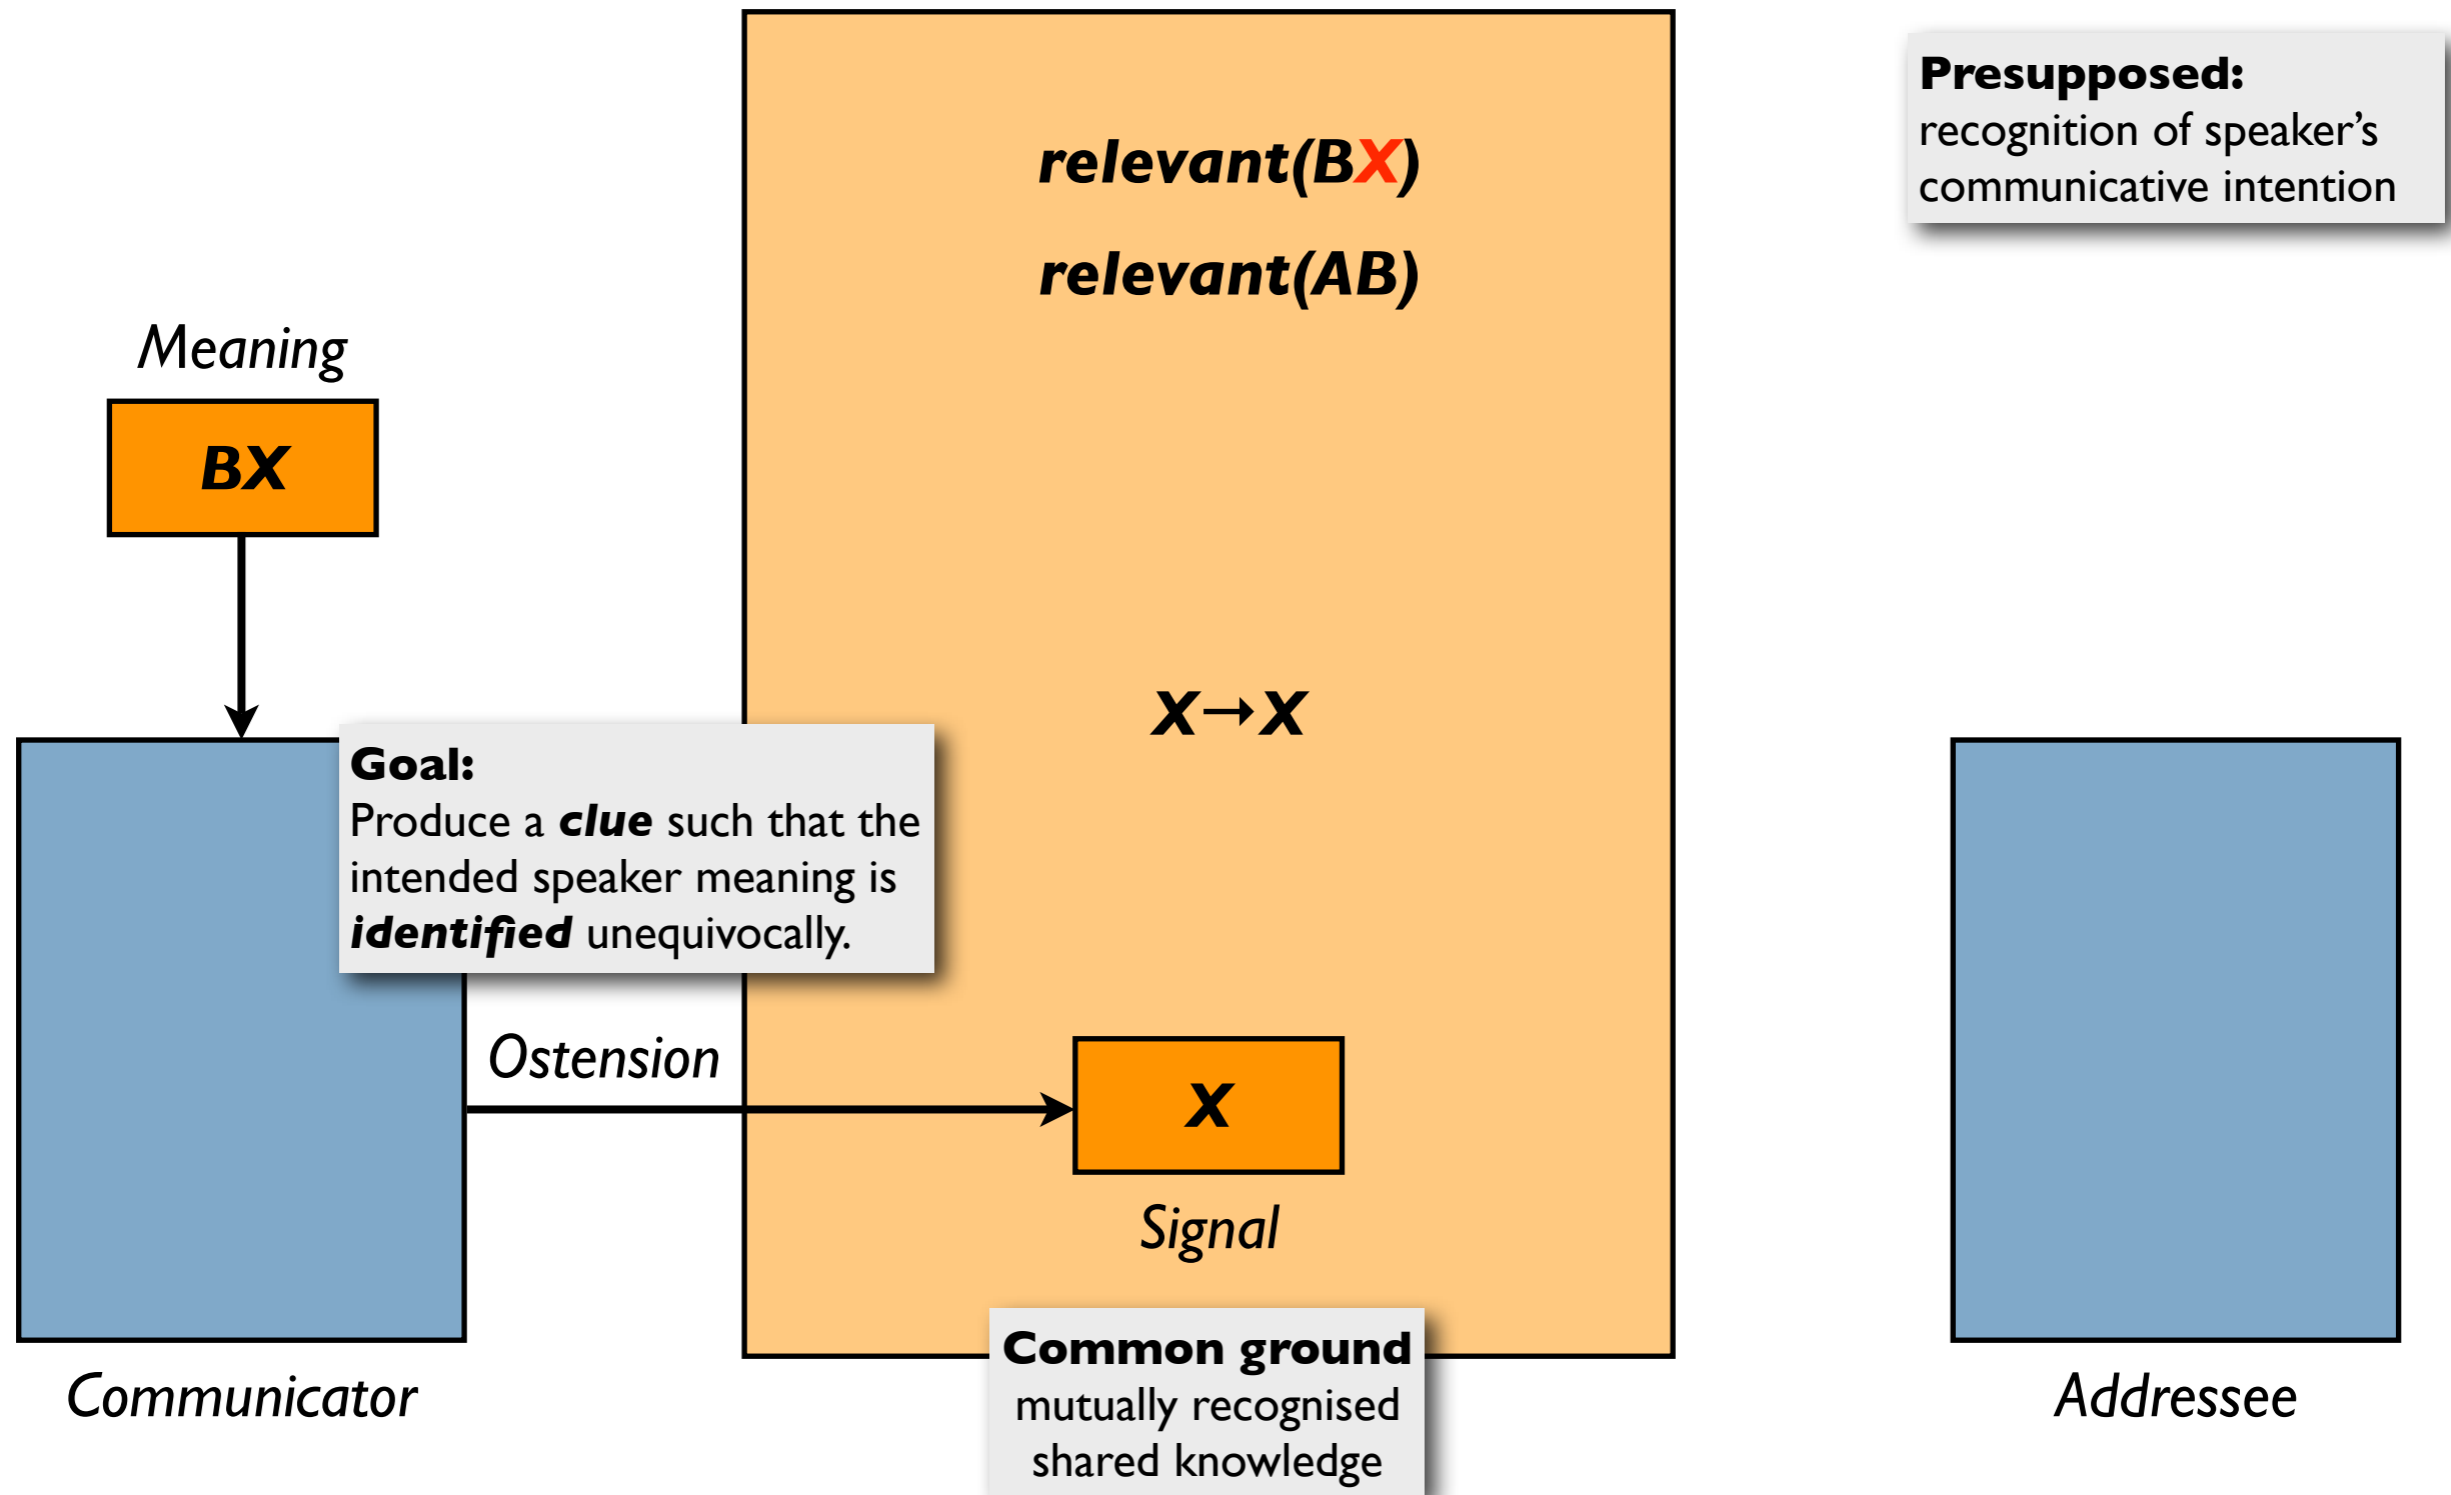 Presupposed:
recognition of speaker’s
communicative intention
relevant(BX)
relevant(AB)
Meaning
BX
X→X
Goal:
Produce a clue such that the
intended speaker meaning is
identified unequivocally.
Ostension
X
Signal
Common ground
mutually recognised
shared knowledge
Communicator
Addressee